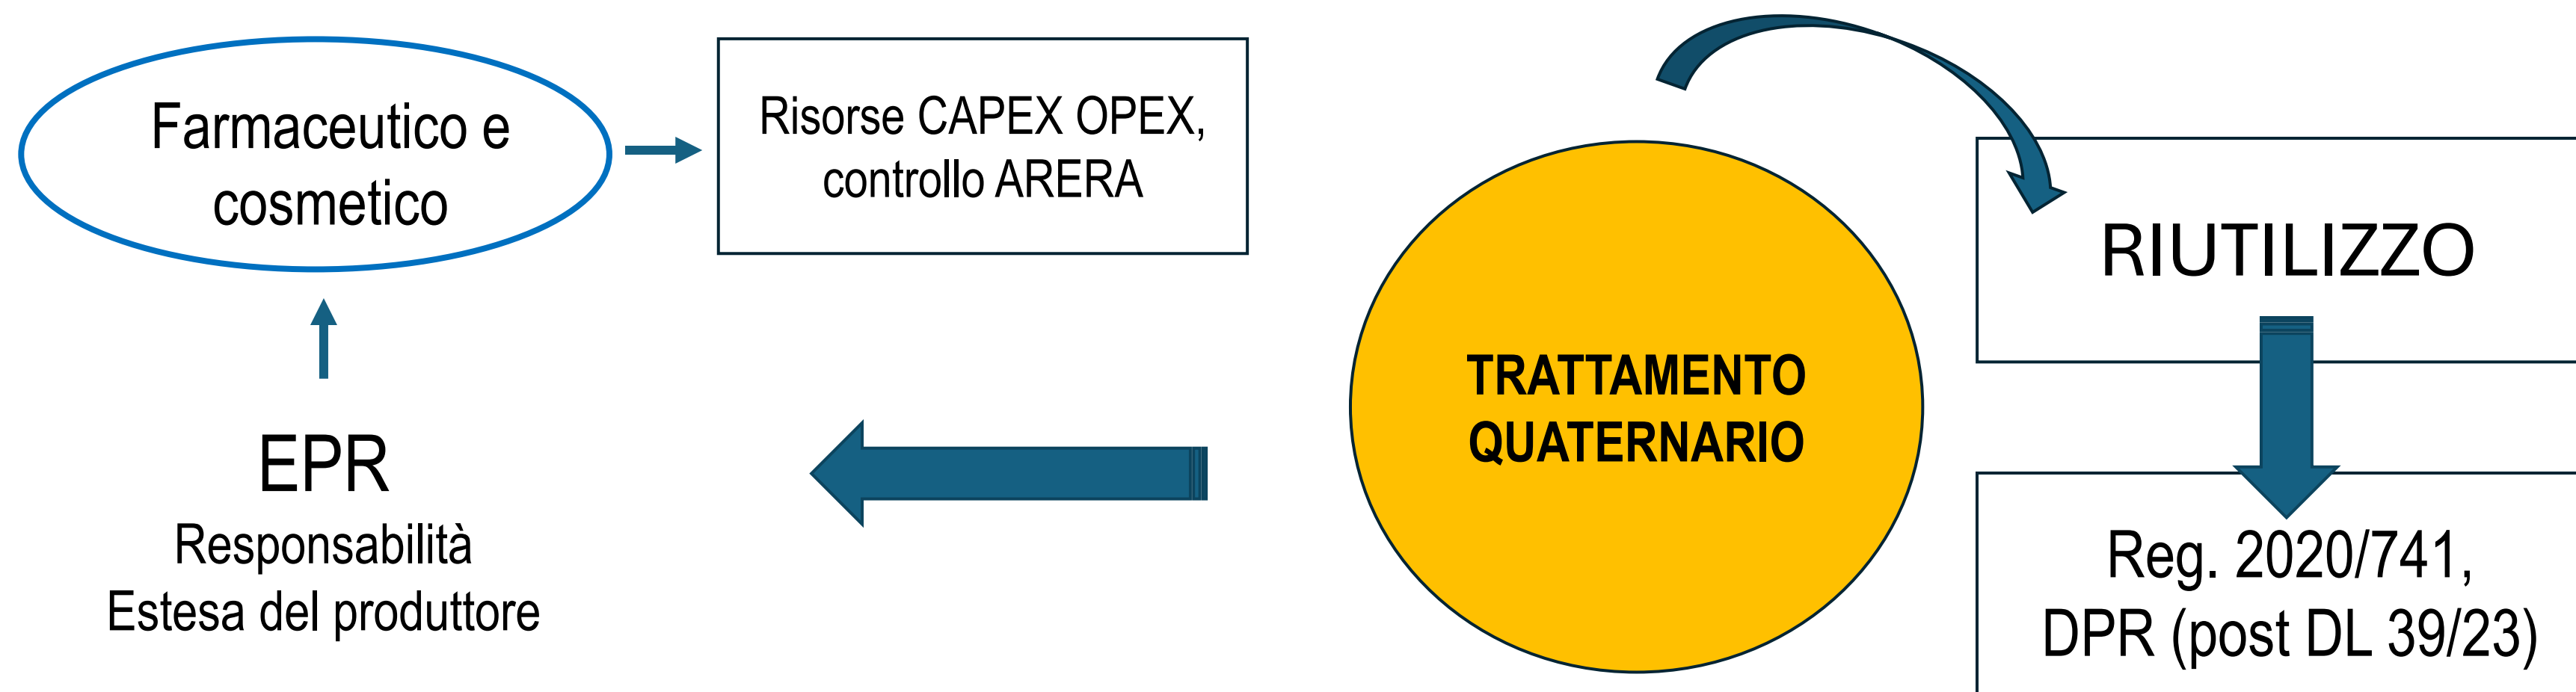 Farmaceutico e
cosmetico
Risorse CAPEX OPEX,
controllo ARERA
EPR
Responsabilità
Estesa del produttore
TRATTAMENTO
QUATERNARIO
RIUTILIZZO
Reg. 2020/741,
DPR (post DL 39/23)